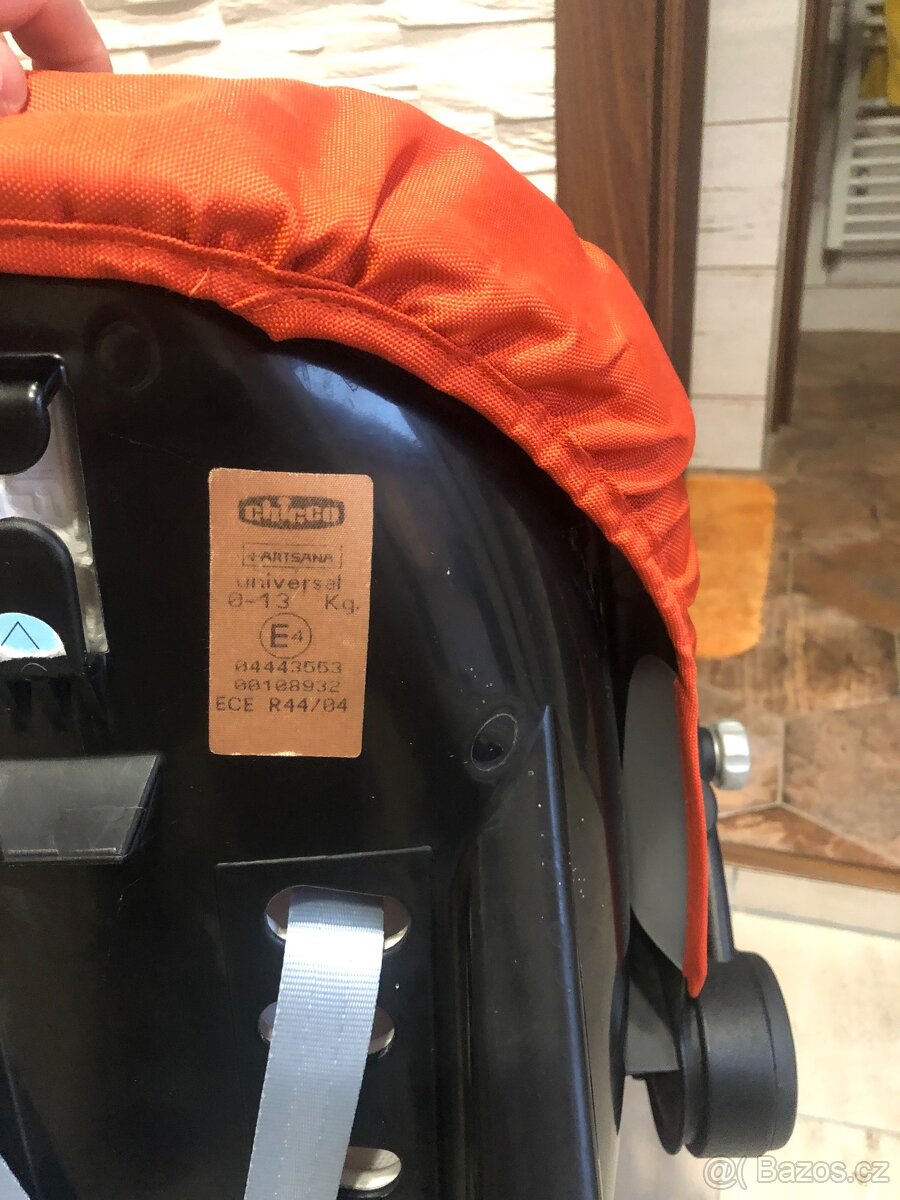 chicco
ARTSANA
universal
0-13 Kg.
E4
04443553
00108932
ECE R44/04
@( Bazos.cz